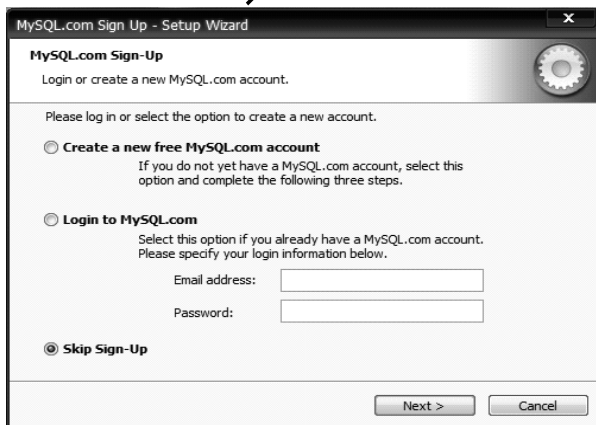 MySQL.com Sign Up - Setup Wizard
x
MySQL.com Sign-Up
Login or create a new MySQL.com account.
Please log in or select the option to create a new account.
Create a new free MySQL.com account
If you do not yet have a MySQL.com account, select this
option and complete the following three steps.
Login to MySQL.com
Select this option if you already have a MySQL.com account.
Please specify your login information below.
Email address:
Password:
Skip Sign-Up
Next >
Cancel